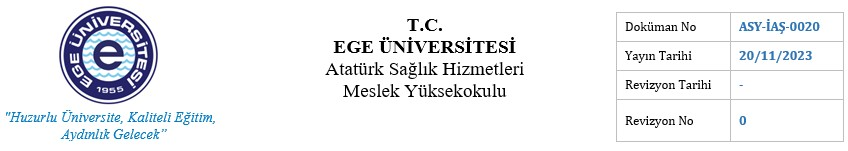 EGE ÜNİVERSİTESİ
e
1955
"Huzurlu Üniversite, Kaliteli Eğitim,
Aydınlık Gelecek"
T.C.
EGE ÜNİVERSİTESİ
Atatürk Sağlık Hizmetleri
Meslek Yüksekokulu
Doküman No ASY-İAŞ-0020
Yayın Tarihi 20/11/2023
Revizyon Tarihi -
Revizyon No 0